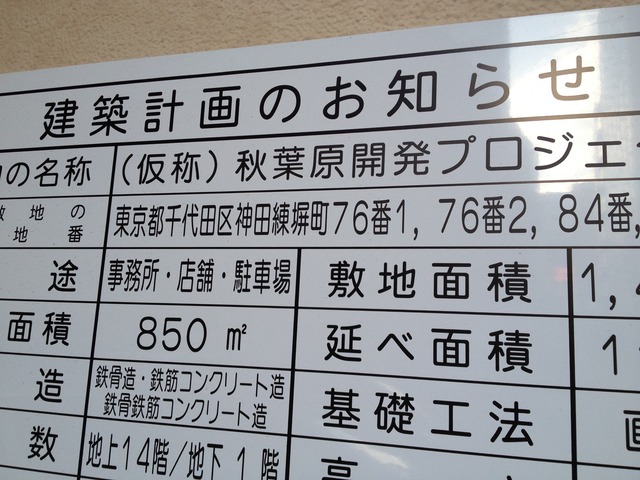 建築計画のお知らせ
の名称 (仮称)秋葉原開発プロジェ
敷地の
地番 東京都千代田区神田練塀町76番1, 76番2, 84番,
途 事務所・店舗・駐車場 敷地面積 1,
面積 850㎡ 延べ面積 1
造 鉄骨造・鉄筋コンクリート造
鉄骨鉄筋コンクリート造 基礎工法
数 地上14階/地下1階